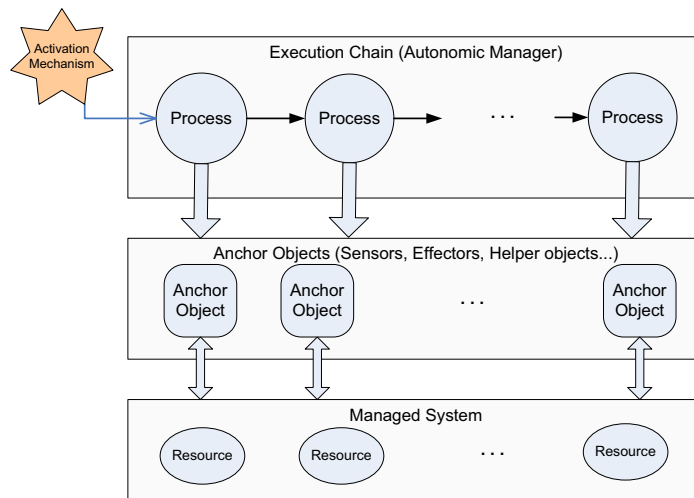 Activation
Mechanism
Execution Chain (Autonomic Manager)
Process
Process
. . .
Process
Anchor Objects (Sensors, Effectors, Helper objects...)
Anchor
Object
Anchor
Object
. . .
Anchor
Object
Managed System
Resource
Resource
. . .
Resource